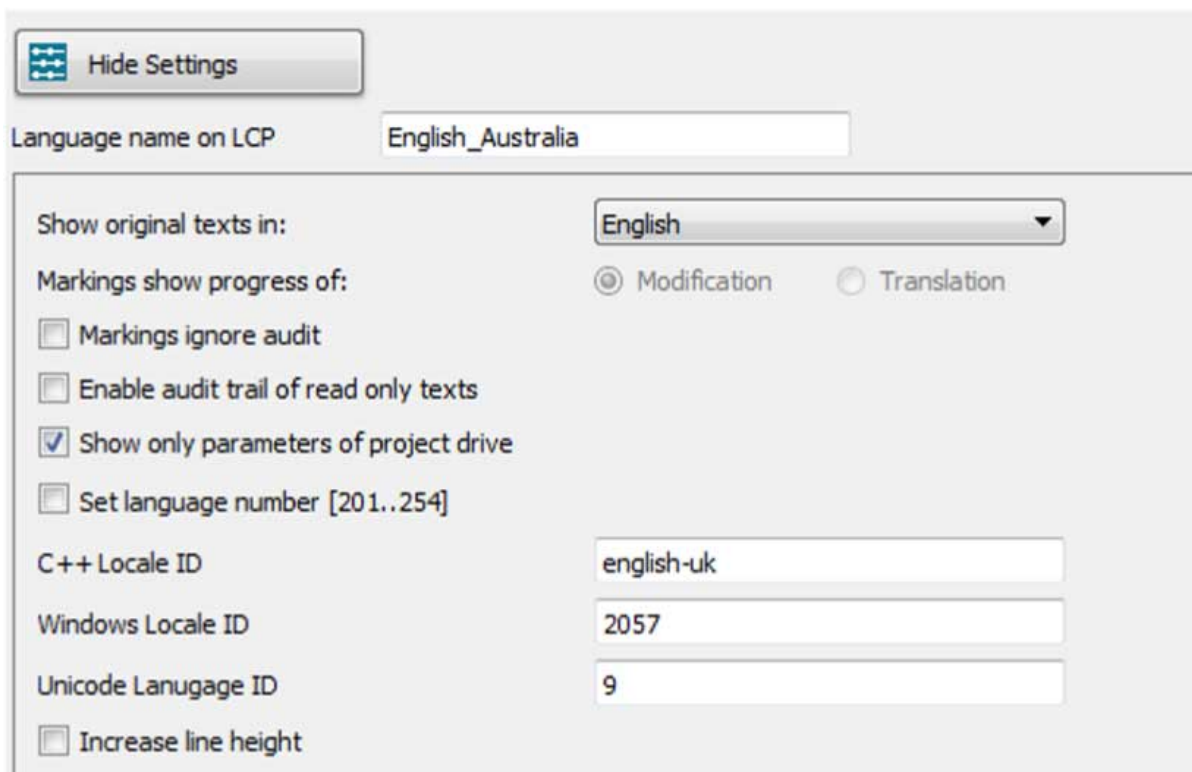 Hide Settings
Language name on LCP English_Australia
Show original texts in: English
Markings show progress of: Modification Translation
Markings ignore audit
Enable audit trail of read only texts
Show only parameters of project drive
Set language number [201..254]
C++ Locale ID english-uk
Windows Locale ID 2057
Unicode Lanugage ID 9
Increase line height